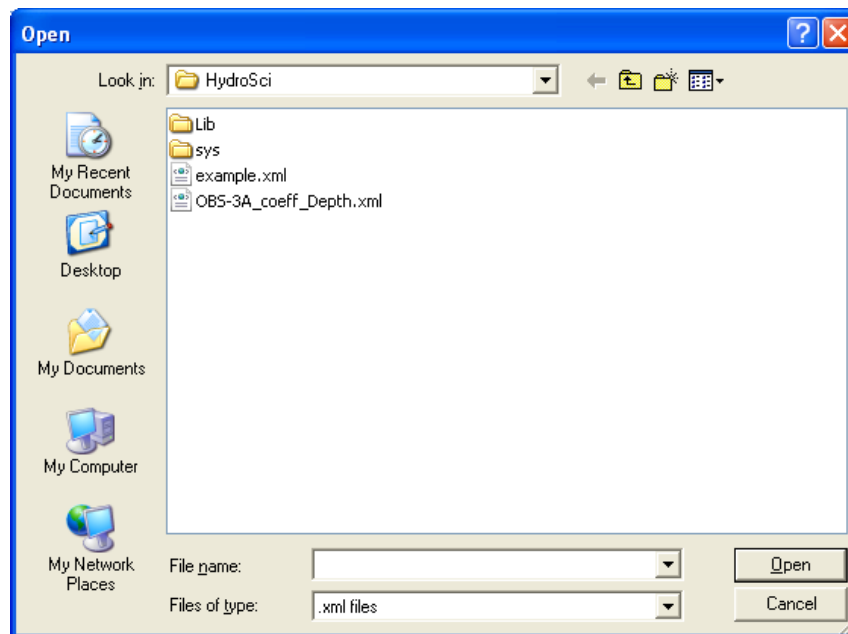 Open
Look in: HydroSci
Lib
sys
example.xml
OBS-3A_coeff_Depth.xml
My Recent
Documents
Desktop
My Documents
My Computer
My Network
Places
File name:
Open
Files of type: .xml files
Cancel